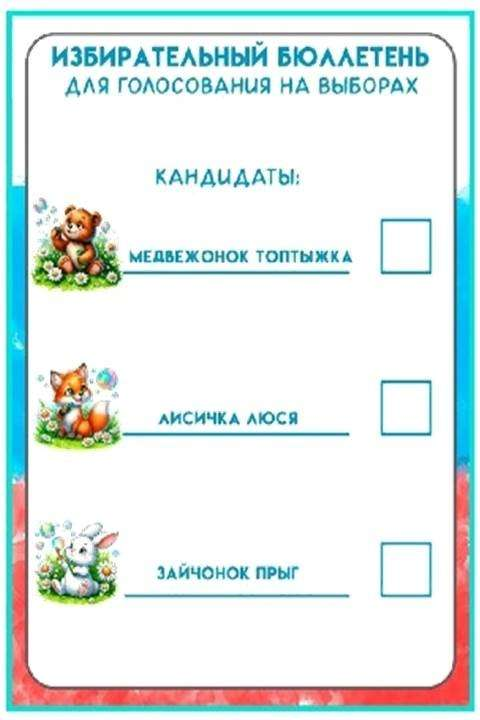 ИЗБИРАТЕЛЬНЫЙ БЮЛЛЕТЕНЬ
ДЛЯ ГОЛОСОВАНИЯ НА ВЫБОРАХ
КАНДИДАТЫ:
МЕДВЕЖОНОК ТОПТЫЖКА
ЛИСИЧКА ЛЮСЯ
ЗАЙЧОНОК ПРЫГ